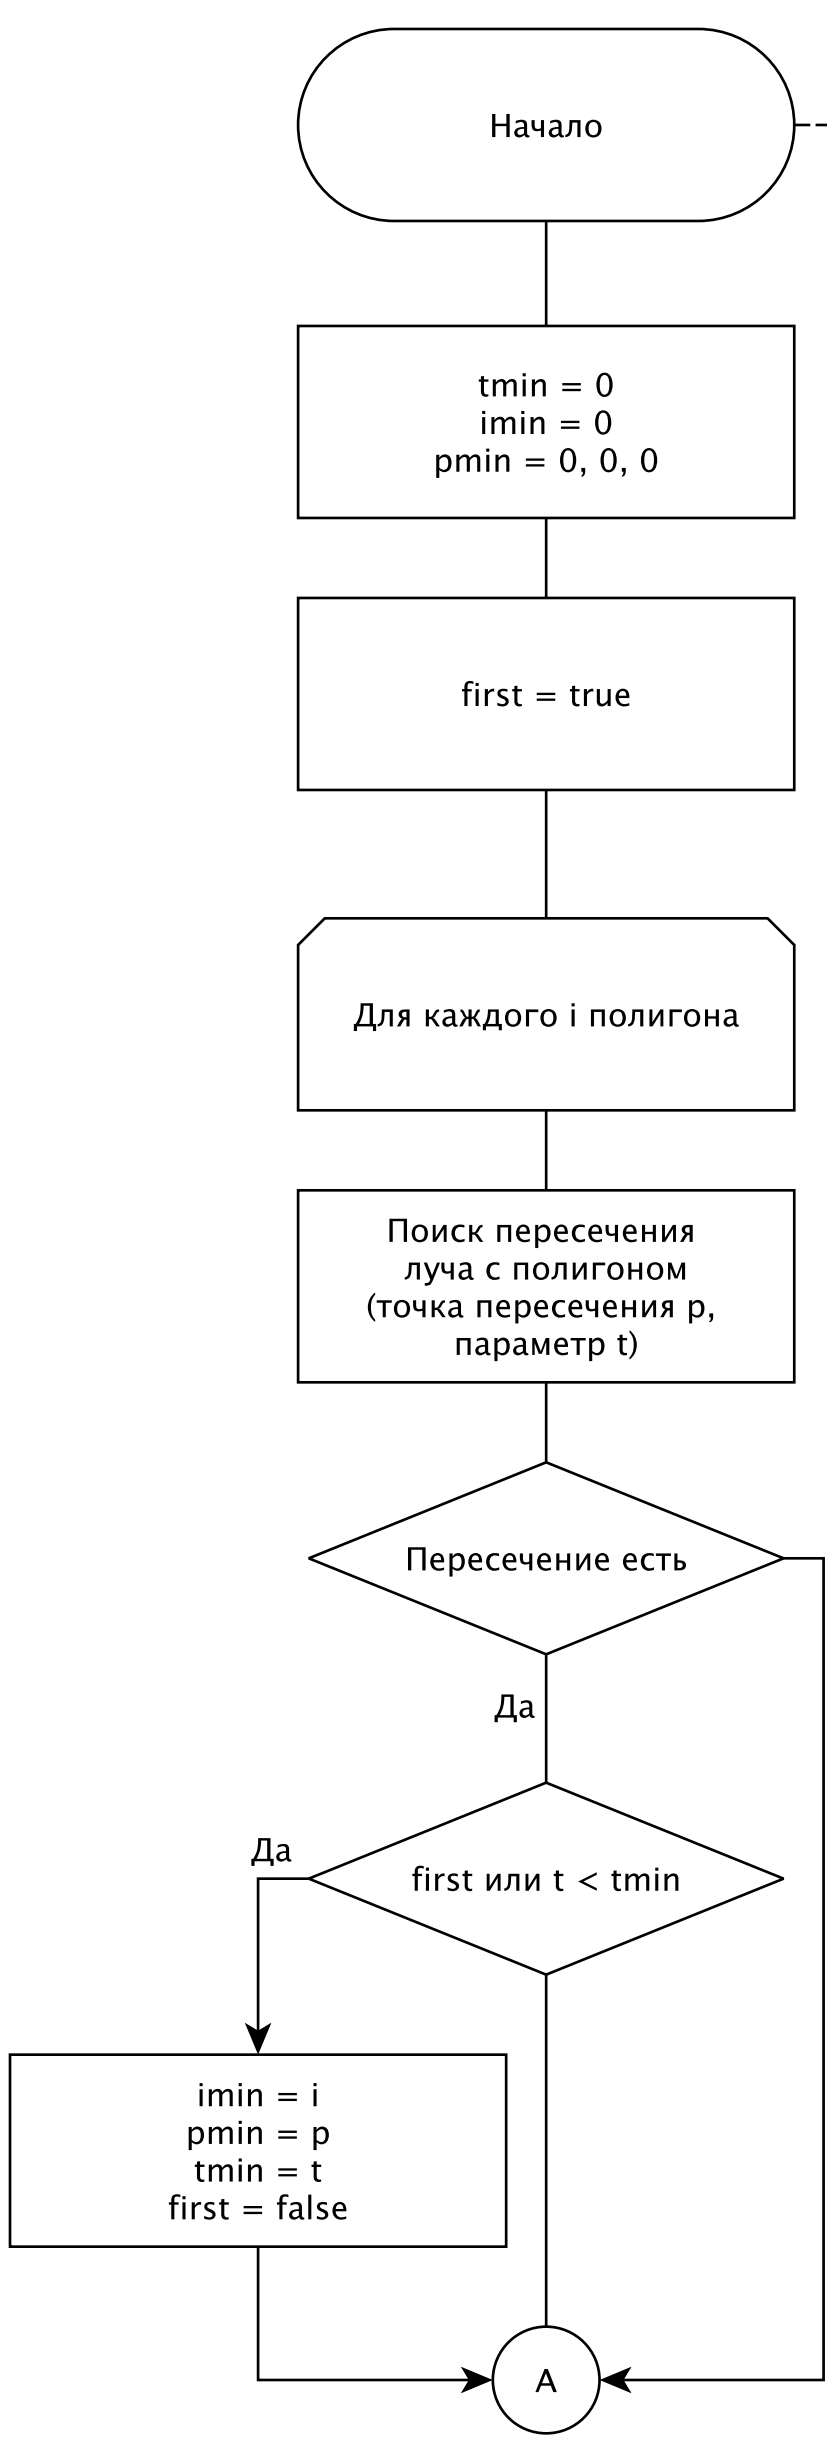 Начало
tmin = 0
imin = 0
pmin = 0, 0, 0
first = true
Для каждого i полигона
Поиск пересечения
луча с полигоном
(точка пересечения p,
параметр t)
Пересечение есть
Да
Да
first или t < tmin
imin = i
pmin = p
tmin = t
first = false
A